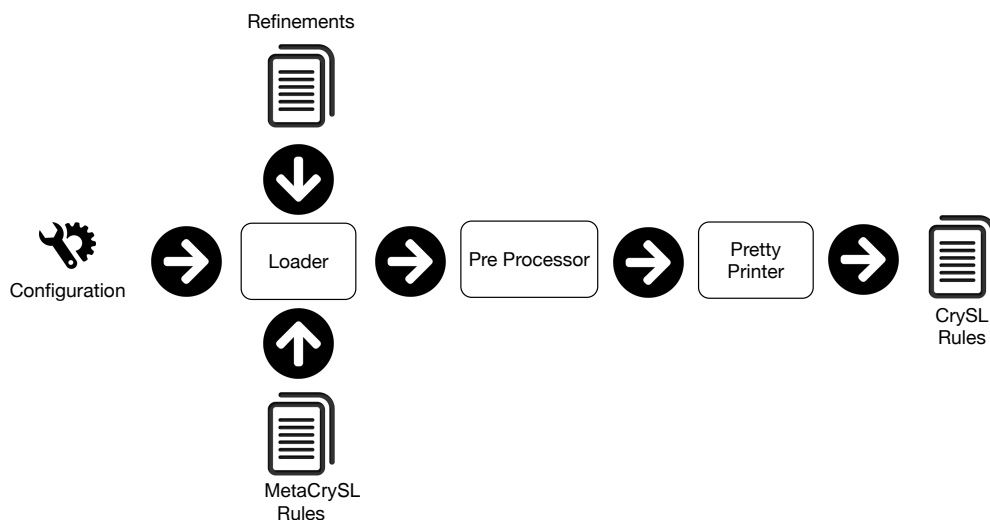 Refinements
Configuration
Loader
Pre Processor
Pretty
Printer
CrySL
Rules
MetaCrySL
Rules